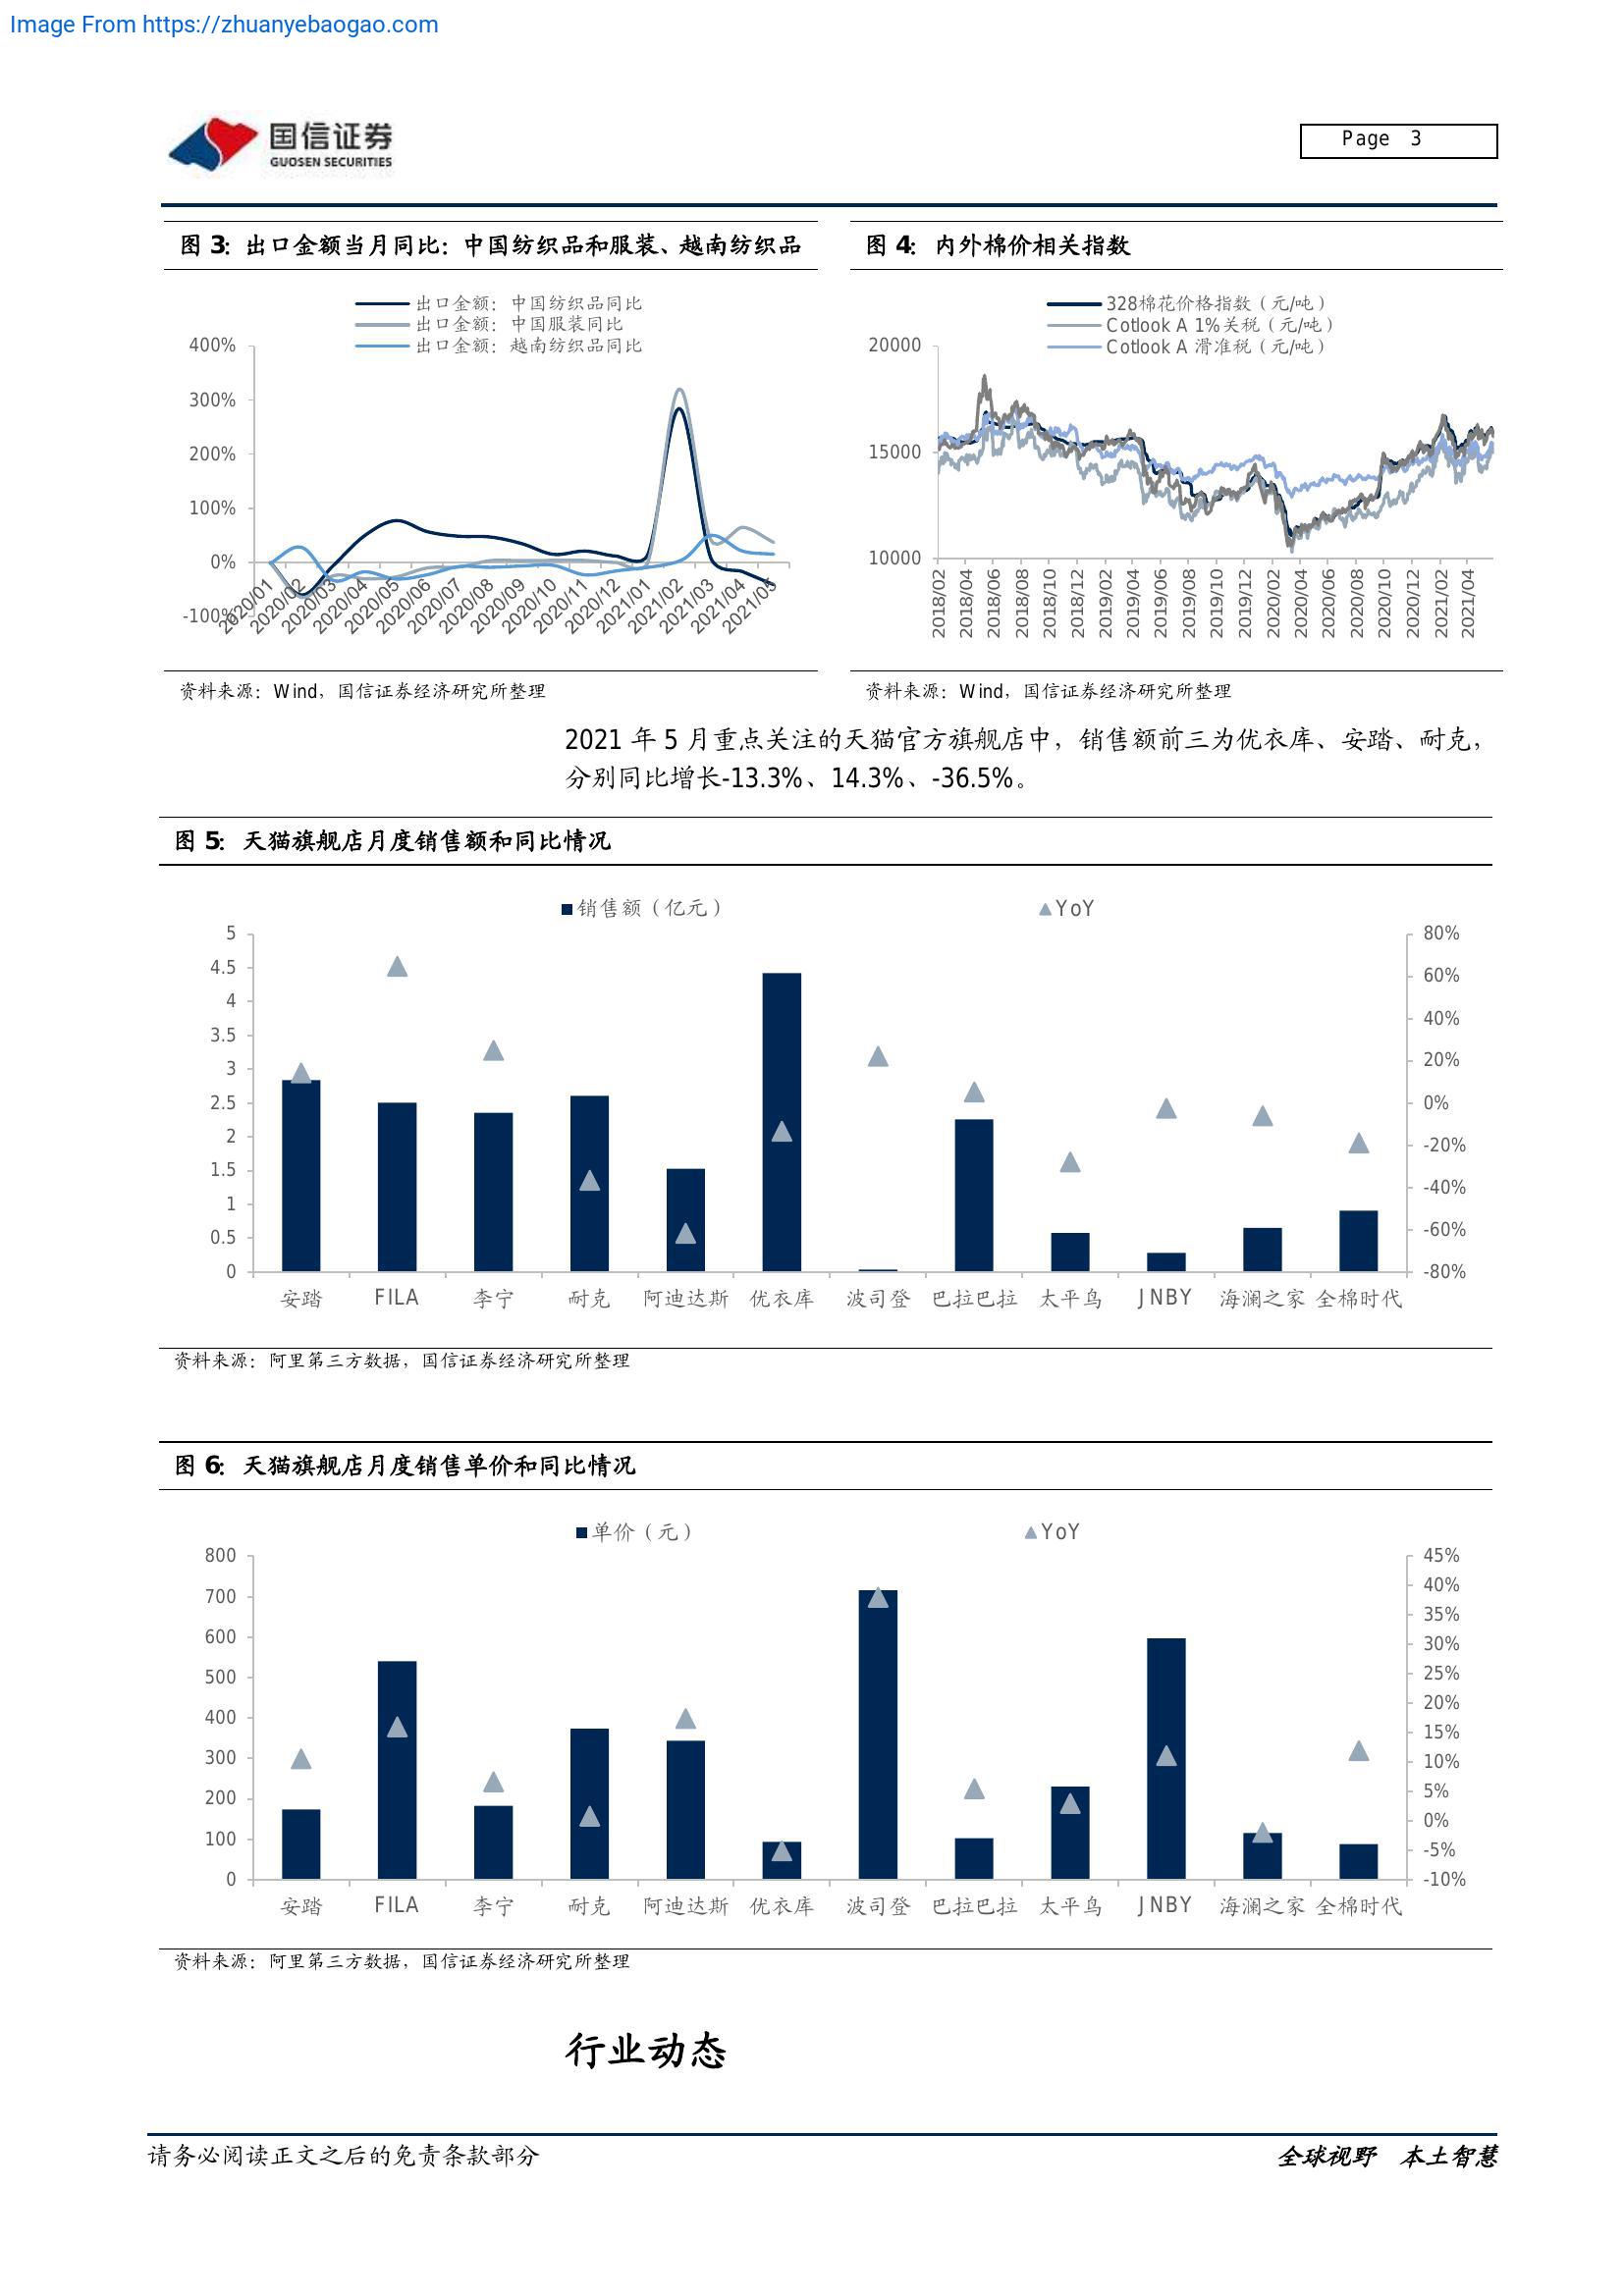 Image From https://zhuanyebaogao.com
国信证券
GUOSEN SECURITIES
Page 3
图 3：出口金额当月同比：中国纺织品和服装、越南纺织品
出口金额：中国纺织品同比
出口金额：中国服装同比
出口金额：越南纺织品同比
400%
300%
200%
100%
0%
-100%
2020/01 2020/02 2020/03 2020/04 2020/05 2020/06 2020/07 2020/08 2020/09 2020/10 2020/11 2020/12 2021/01 2021/02 2021/03 2021/04 2021/05
资料来源：Wind，国信证券经济研究所整理
图 4：内外棉价相关指数
328棉花价格指数（元/吨）
Cotlook A 1%关税（元/吨）
Cotlook A 滑准税（元/吨）
20000
15000
10000
2018/02 2018/04 2018/06 2018/08 2018/10 2018/12 2019/02 2019/04 2019/06 2019/08 2019/10 2019/12 2020/02 2020/04 2020/06 2020/08 2020/10 2020/12 2021/02 2021/04
资料来源：Wind，国信证券经济研究所整理
2021 年 5 月重点关注的天猫官方旗舰店中，销售额前三为优衣库、安踏、耐克，
分别同比增长-13.3%、14.3%、-36.5%。
图 5：天猫旗舰店月度销售额和同比情况
销售额（亿元） YoY
5 80%
4.5 60%
4 40%
3.5 20%
3 0%
2.5 -20%
2 -40%
1.5 -60%
1 -80%
0.5
0
安踏 FILA 李宁 耐克 阿迪达斯 优衣库 波司登 巴拉巴拉 太平鸟 JNBY 海澜之家 全棉时代
资料来源：阿里第三方数据，国信证券经济研究所整理
图 6：天猫旗舰店月度销售单价和同比情况
单价（元） YoY
800 45%
700 40%
600 35%
500 30%
400 25%
300 20%
200 15%
100 10%
0 5%
0%
-5%
-10%
安踏 FILA 李宁 耐克 阿迪达斯 优衣库 波司登 巴拉巴拉 太平鸟 JNBY 海澜之家 全棉时代
资料来源：阿里第三方数据，国信证券经济研究所整理
行业动态
请务必阅读正文之后的免责条款部分
全球视野 本土智慧